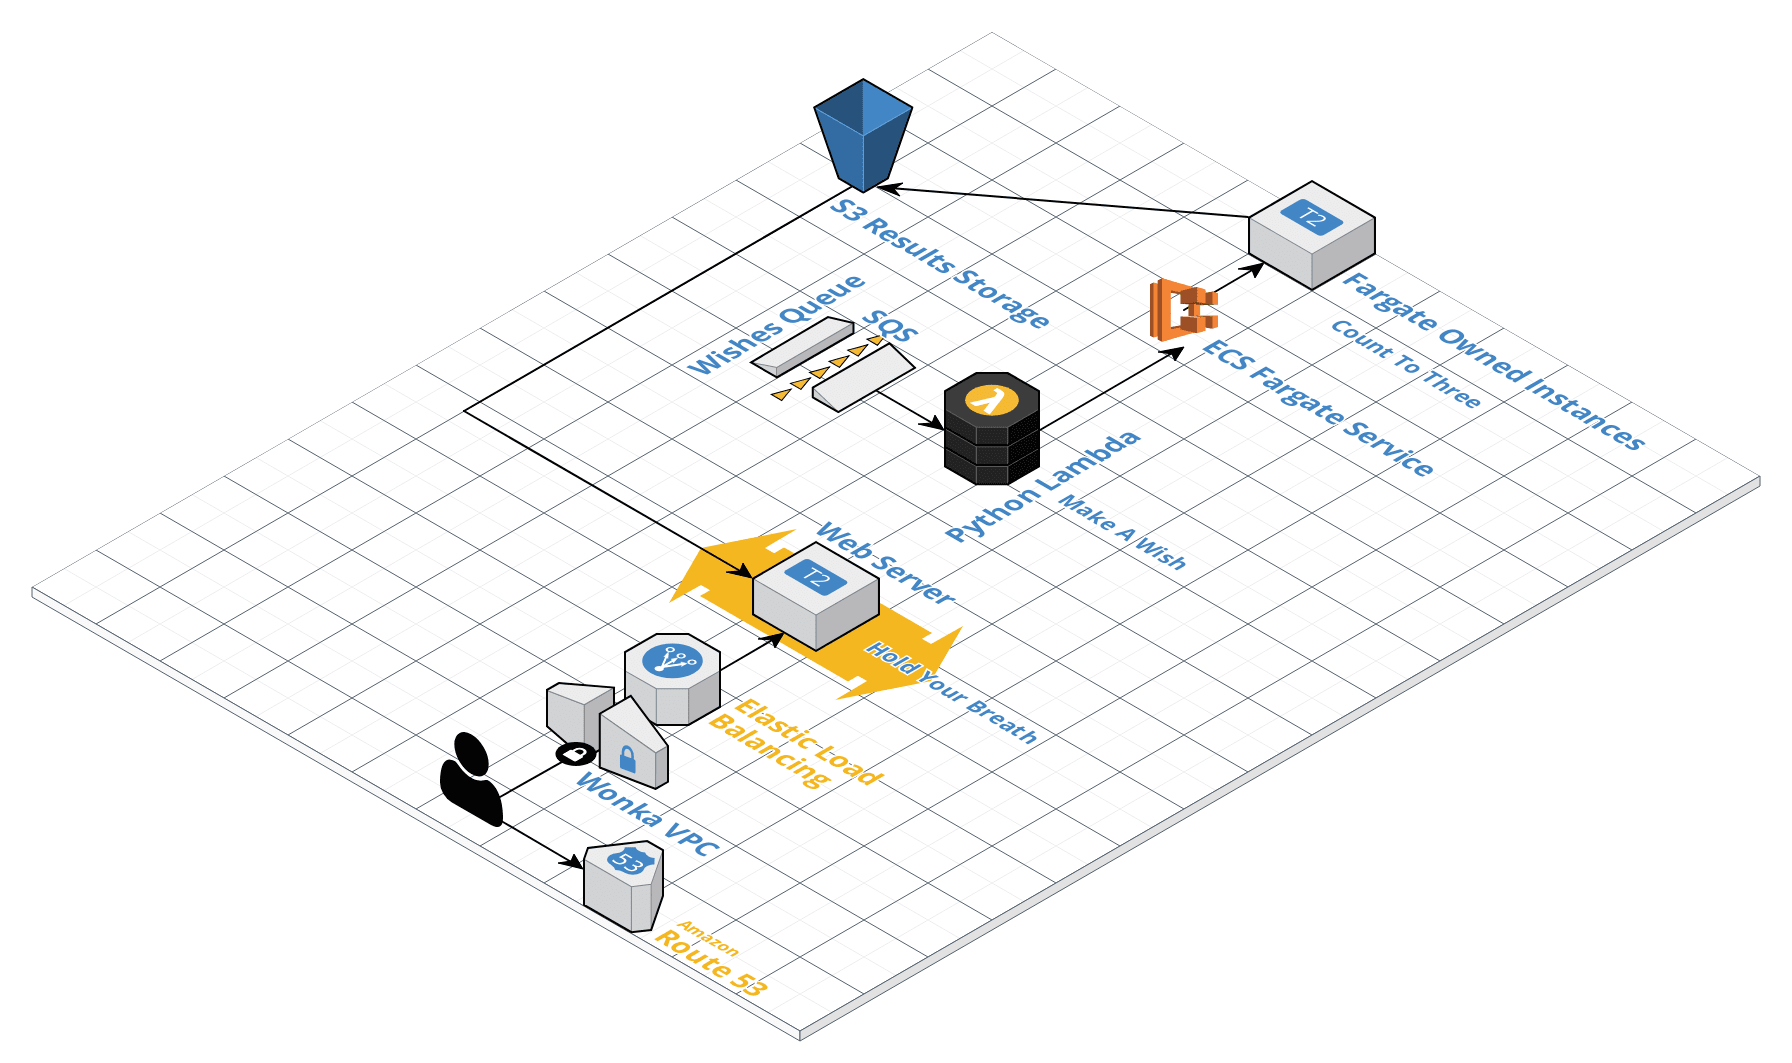 S3 Results Storage
T2
Fargate Owned Instances
Count To Three
Wishes Queue
SQS
ECS Fargate Service
λ
Python Lambda
Make A Wish
Web Server
T2
Hold Your Breath
Elastic Load
Balancing
Wonka VPC
53
Amazon
Route 53